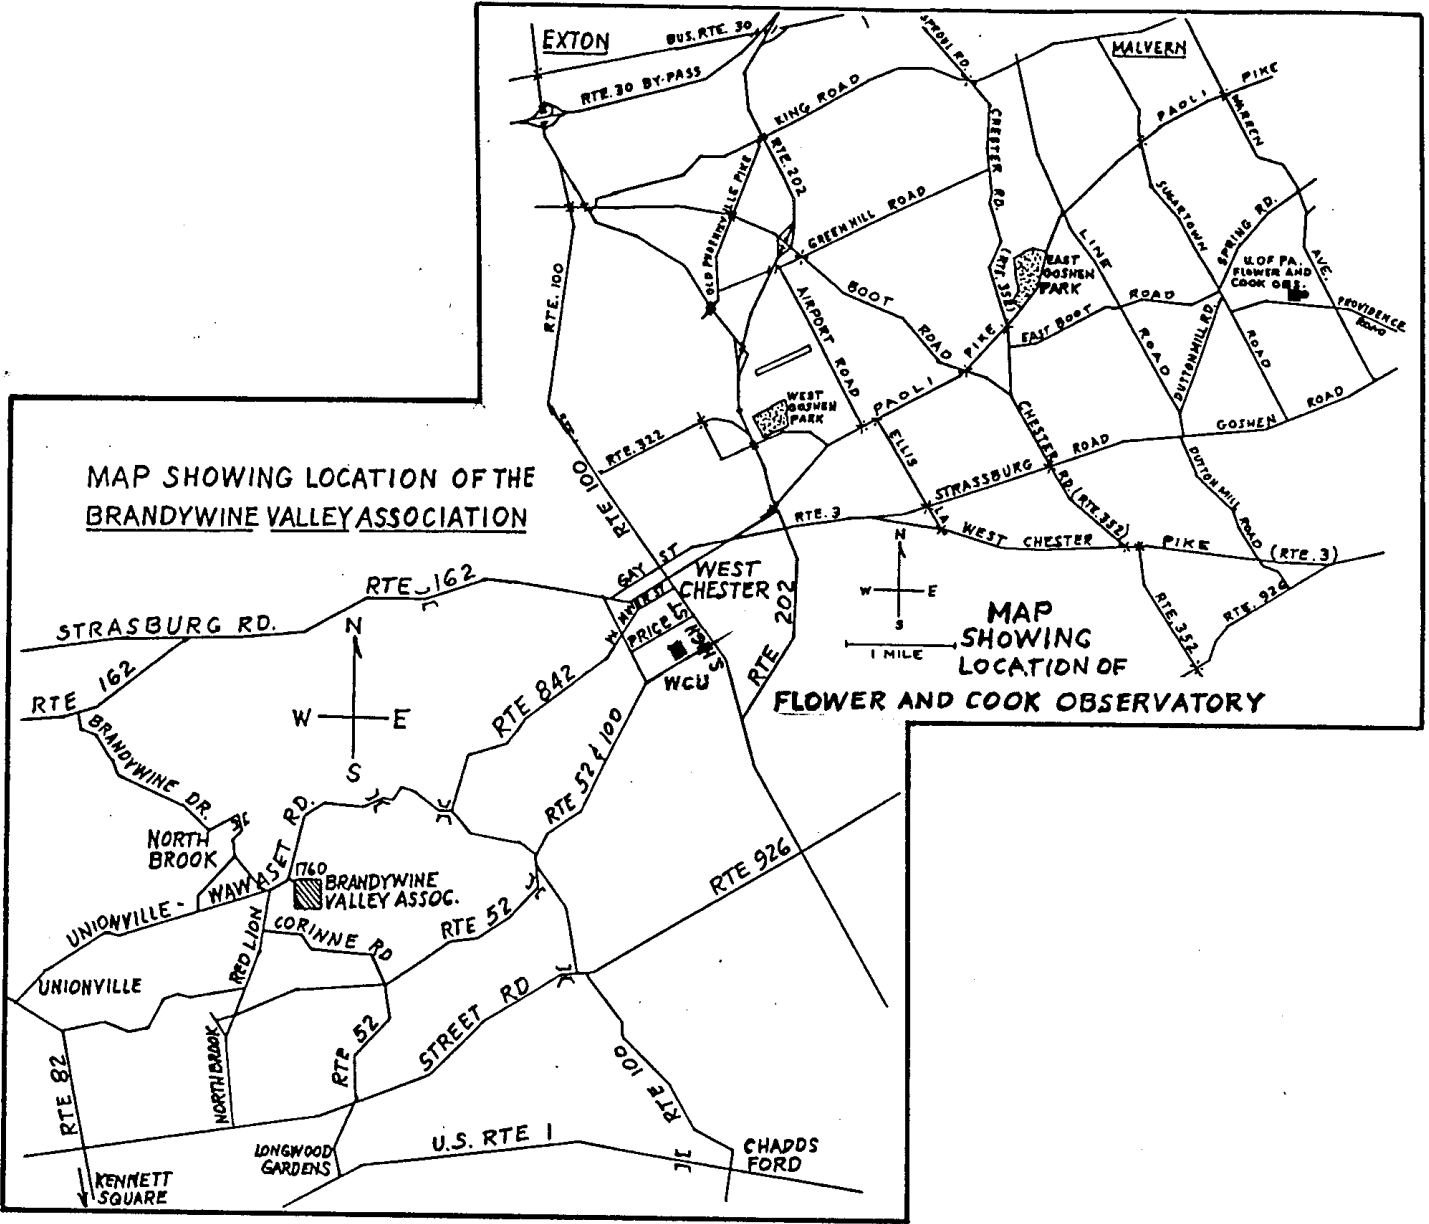 EXTON
BUS. RTE. 30
RTE. 30 BY-PASS
SPROUL RD.
MALVERN
KING ROAD
PAOLI PIKE
WARREN AVE.
OLD PHOENIXVILLE PIKE
RTE. 202
CHESTER RD. (RTE. 352)
GREEN HILL ROAD
SUGARTOWN ROAD
LINE ROAD
SPRING RD.
U. OF PA.
FLOWER AND
COOK OBS.
EAST
GOSHEN
PARK
RTE. 100
BOOT ROAD
AIRPORT ROAD
EAST BOOT ROAD
DUTTON MILL RD.
PROVIDENCE
ROAD
PAOLI PIKE
WEST
GOSHEN
PARK
RTE. 322
ELLIS LA.
CHESTER RD. (RTE. 352)
STRASSBURG ROAD
GOSHEN ROAD
DUTTON MILL ROAD
MAP SHOWING LOCATION OF THE
BRANDYWINE VALLEY ASSOCIATION
RTE 100
RTE. 3
WEST CHESTER PIKE (RTE. 3)
GAY ST
WEST
CHESTER
N
W E
S
1 MILE
RTE. 352
RTE. 926
MAP
SHOWING
LOCATION OF
FLOWER AND COOK OBSERVATORY
RTE 162
STRASBURG RD.
RTE 162
N
W E
S
PRICE ST
S HIGH
WCU
RTE 202
RTE 842
RTE 52 & 100
BRANDYWINE DR.
NORTH
BROOK
UNIONVILLE - WAWASET RD.
1760
BRANDYWINE
VALLEY ASSOC.
RTE 926
RED LION
CORINNE RD
RTE 52
UNIONVILLE
STREET RD
RTE 52
NORTHBROOK
RTE 82
RTE 100
U.S. RTE 1
LONGWOOD
GARDENS
CHADDS
FORD
KENNETT
SQUARE